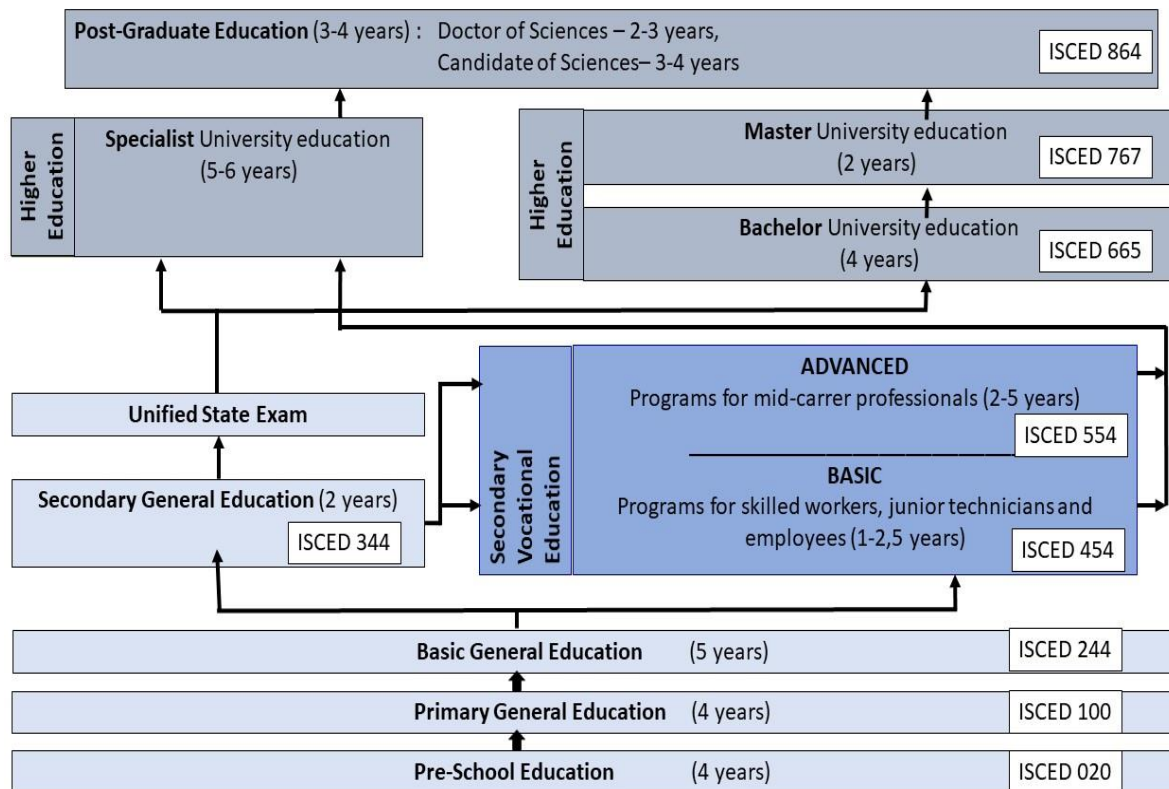 Post-Graduate Education (3-4 years) : Doctor of Sciences – 2-3 years,
Candidate of Sciences– 3-4 years
ISCED 864
Higher
Education
Specialist University education
(5-6 years)
Higher
Education
Master University education
(2 years)
ISCED 767
Bachelor University education
(4 years)
ISCED 665
Unified State Exam
Secondary General Education (2 years)
ISCED 344
Secondary
Vocational
Education
ADVANCED
Programs for mid-carrer professionals (2-5 years)
ISCED 554
BASIC
Programs for skilled workers, junior technicians and
employees (1-2,5 years)
ISCED 454
Basic General Education (5 years)
ISCED 244
Primary General Education (4 years)
ISCED 100
Pre-School Education (4 years)
ISCED 020